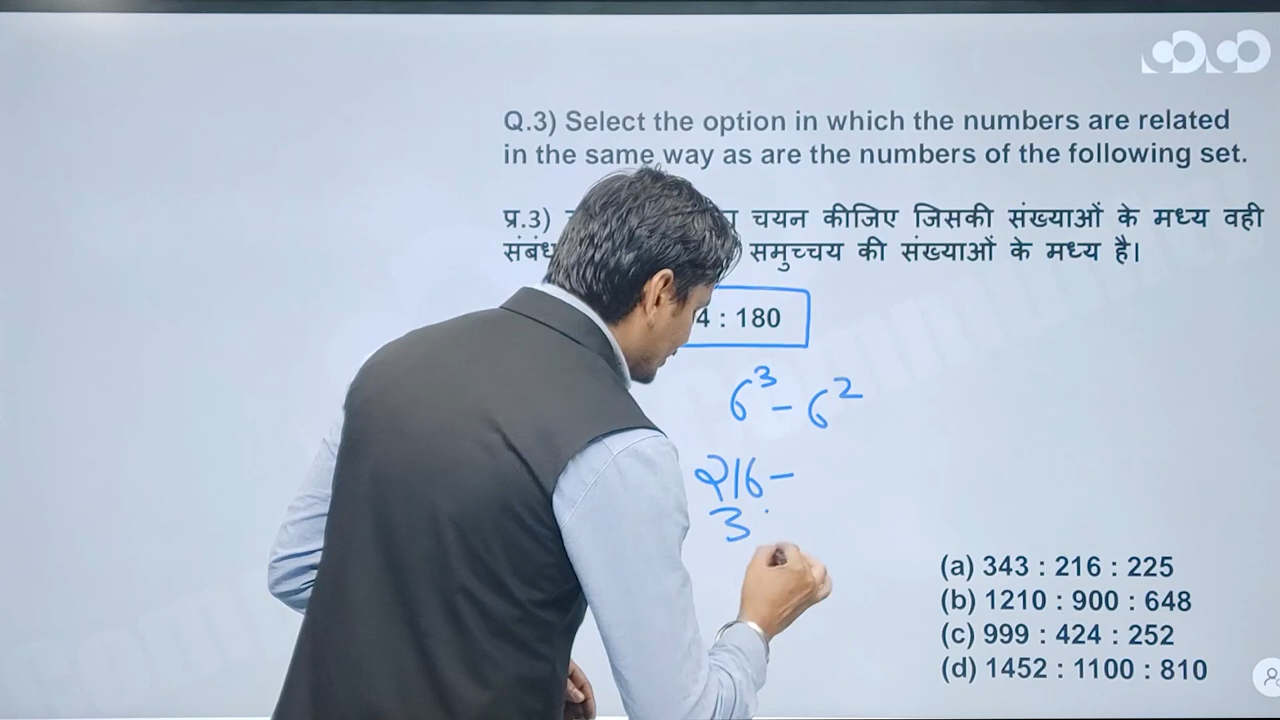 Q.3) Select the option in which the numbers are related
in the same way as are the numbers of the following set.
प्र.3) चयन कीजिए जिसकी संख्याओं के मध्य वही
समुच्चय की संख्याओं के मध्य है।
4 : 180
6³ - 6²
216 -
3
(a) 343 : 216 : 225
(b) 1210 : 900 : 648
(c) 999 : 424 : 252
(d) 1452 : 1100 : 810